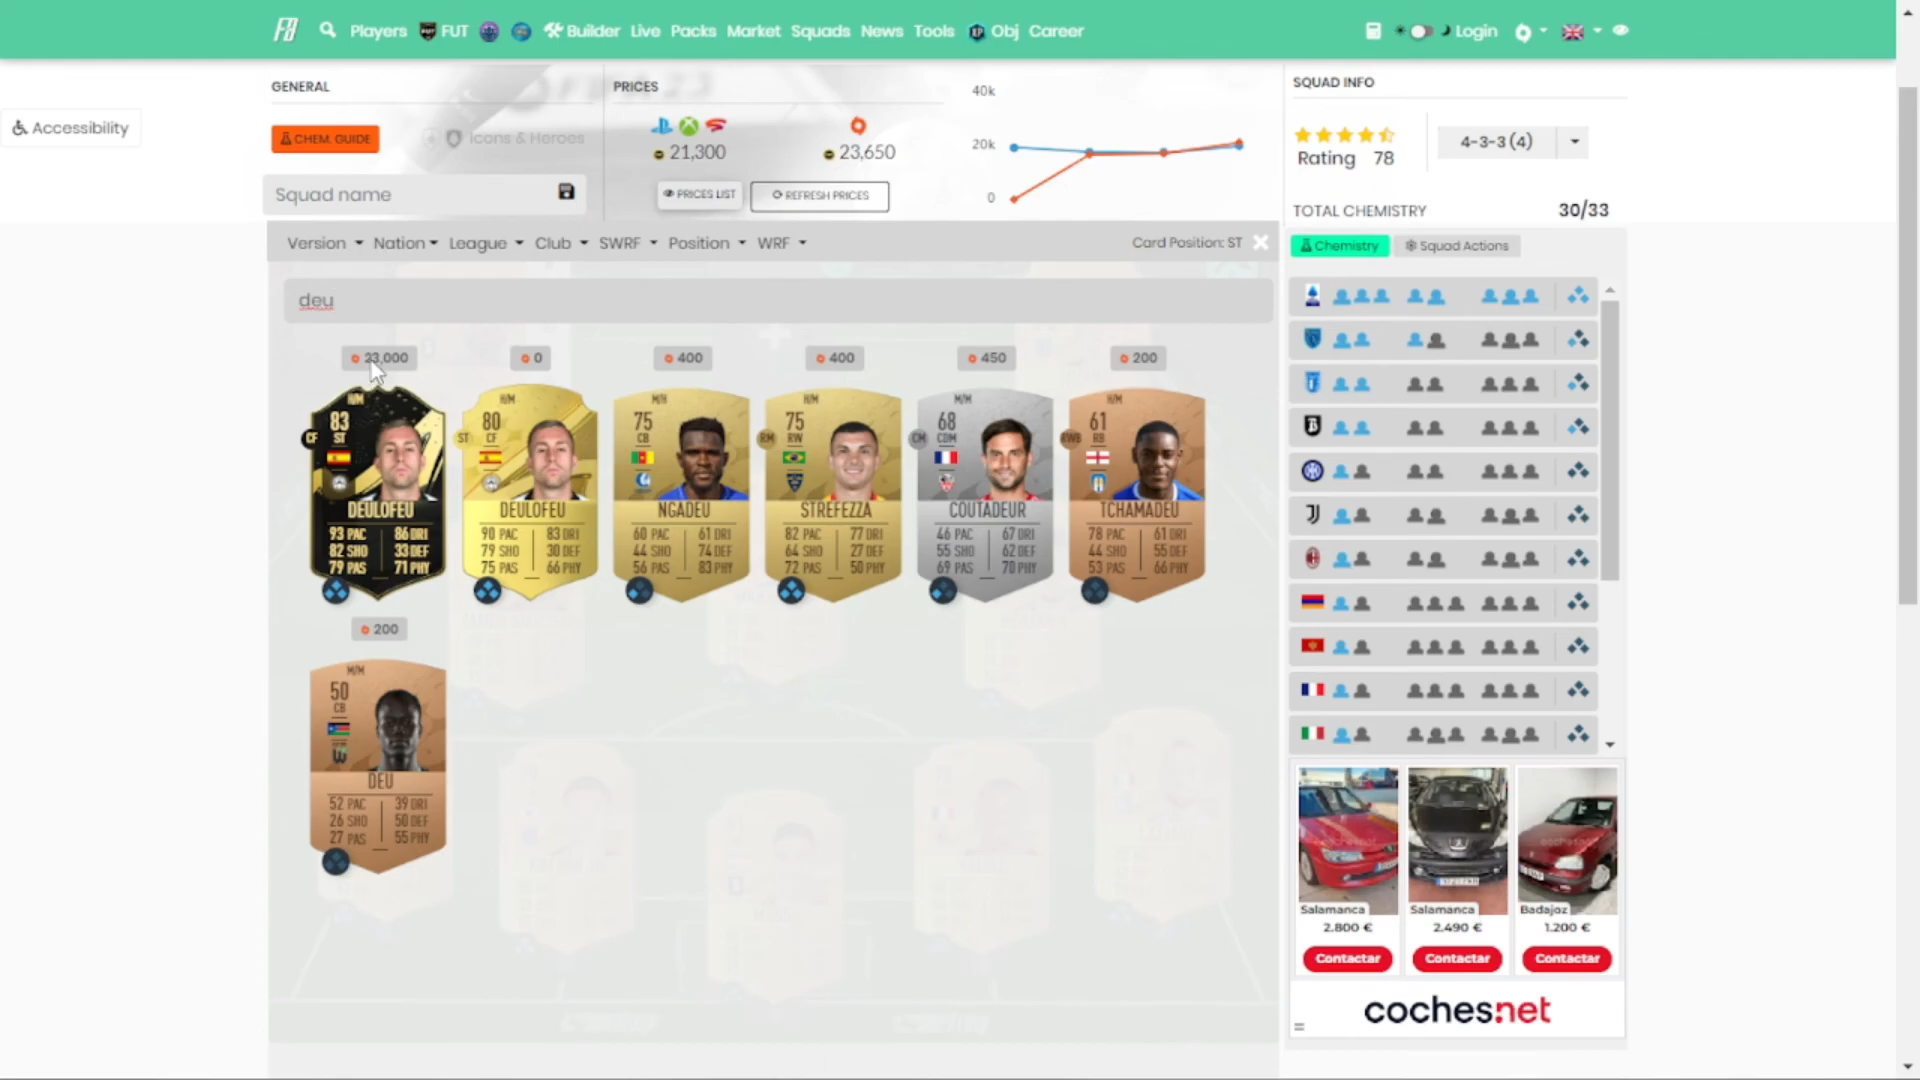 Players FUT Builder Live Packs Market Squads News Tools Obj Career Login
Accessibility
GENERAL
CHEM. GUIDE
Icons & Heroes
Squad name
PRICES
21,300
23,650
PRICES LIST
REFRESH PRICES
40k
20k
0
SQUAD INFO
Rating 78
4-3-3 (4)
TOTAL CHEMISTRY 30/33
Chemistry Squad Actions
Version Nation League Club SWRF Position WRF Card Position: ST
deu
23,000
H/M
83
ST
CF
DEULOFEU
93 PAC 86 DRI
82 SHO 33 DEF
79 PAS 71 PHY
0
H/M
80
CF
ST
DEULOFEU
90 PAC 83 DRI
79 SHO 30 DEF
75 PAS 66 PHY
400
M/H
75
CB
NGADEU
60 PAC 61 DRI
44 SHO 74 DEF
56 PAS 83 PHY
400
H/M
75
RW
RM
STREFEZZA
82 PAC 77 DRI
64 SHO 27 DEF
72 PAS 50 PHY
450
M/M
68
CDM
CM
COUTADEUR
46 PAC 67 DRI
55 SHO 62 DEF
69 PAS 70 PHY
200
H/M
61
RB
RWB
TCHAMADEU
78 PAC 61 DRI
44 SHO 55 DEF
53 PAS 66 PHY
200
M/M
50
CB
DEU
52 PAC 39 DRI
26 SHO 50 DEF
27 PAS 55 PHY
Salamanca
2.800 €
Contactar
Salamanca
2.490 €
Contactar
Badajoz
1.200 €
Contactar
coches.net